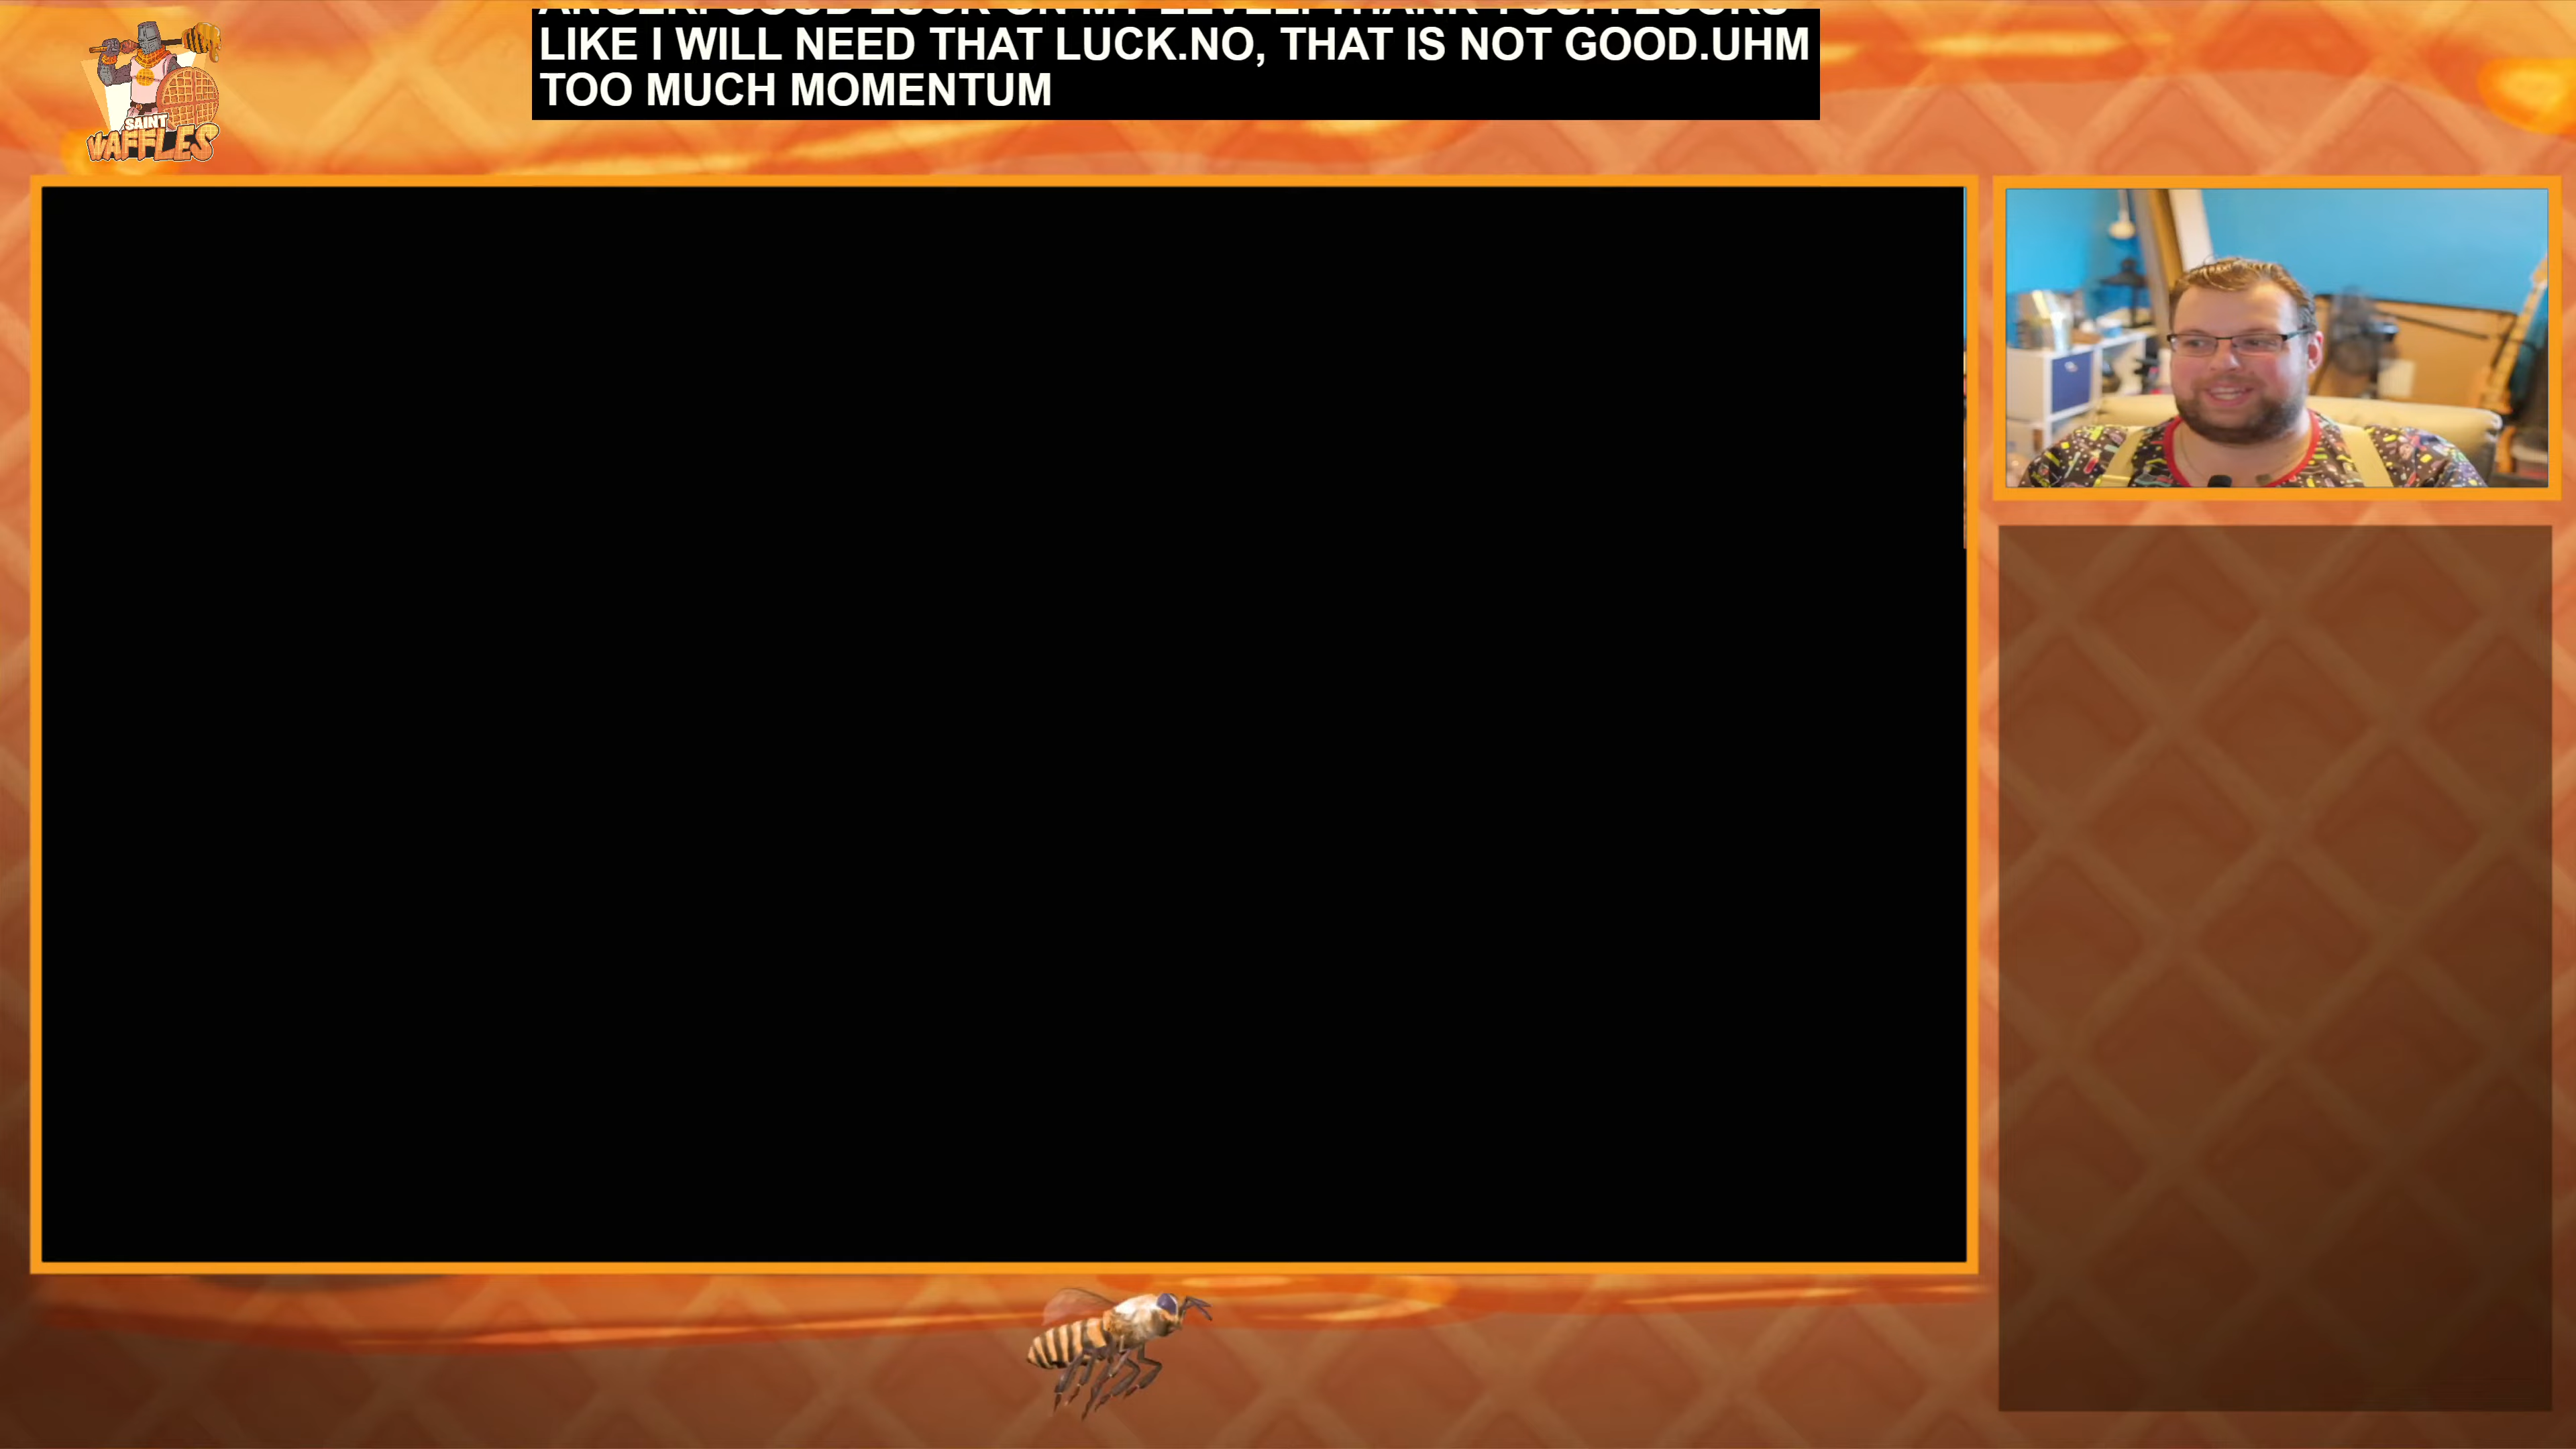 SAINT
WAFFLES
LIKE I WILL NEED THAT LUCK.NO, THAT IS NOT GOOD.UHM
TOO MUCH MOMENTUM